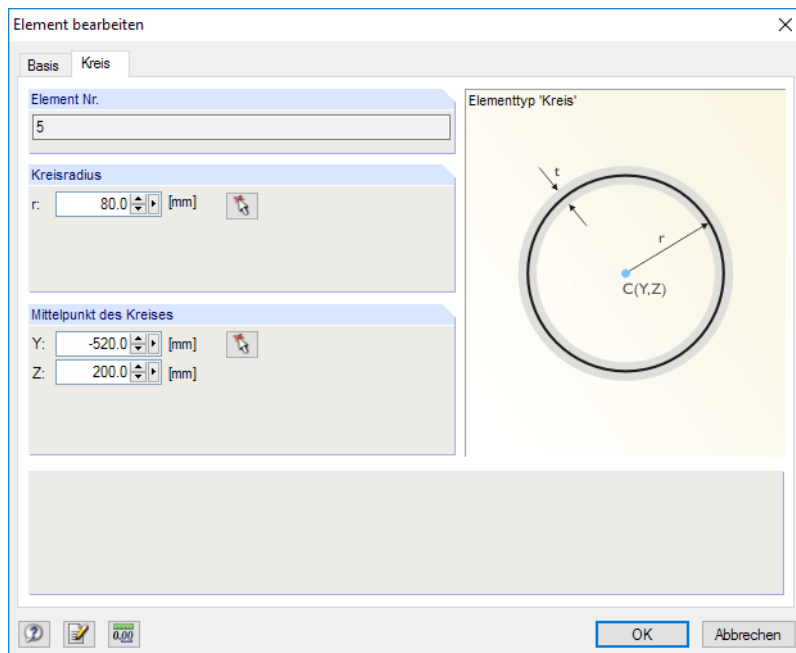 Element bearbeiten
Basis
Kreis
Element Nr.
5
Kreisradius
r: 80.0 [mm]
Mittelpunkt des Kreises
Y: -520.0 [mm]
Z: 200.0 [mm]
Elementtyp 'Kreis'
t
r
C(Y,Z)
0.00
OK
Abbrechen